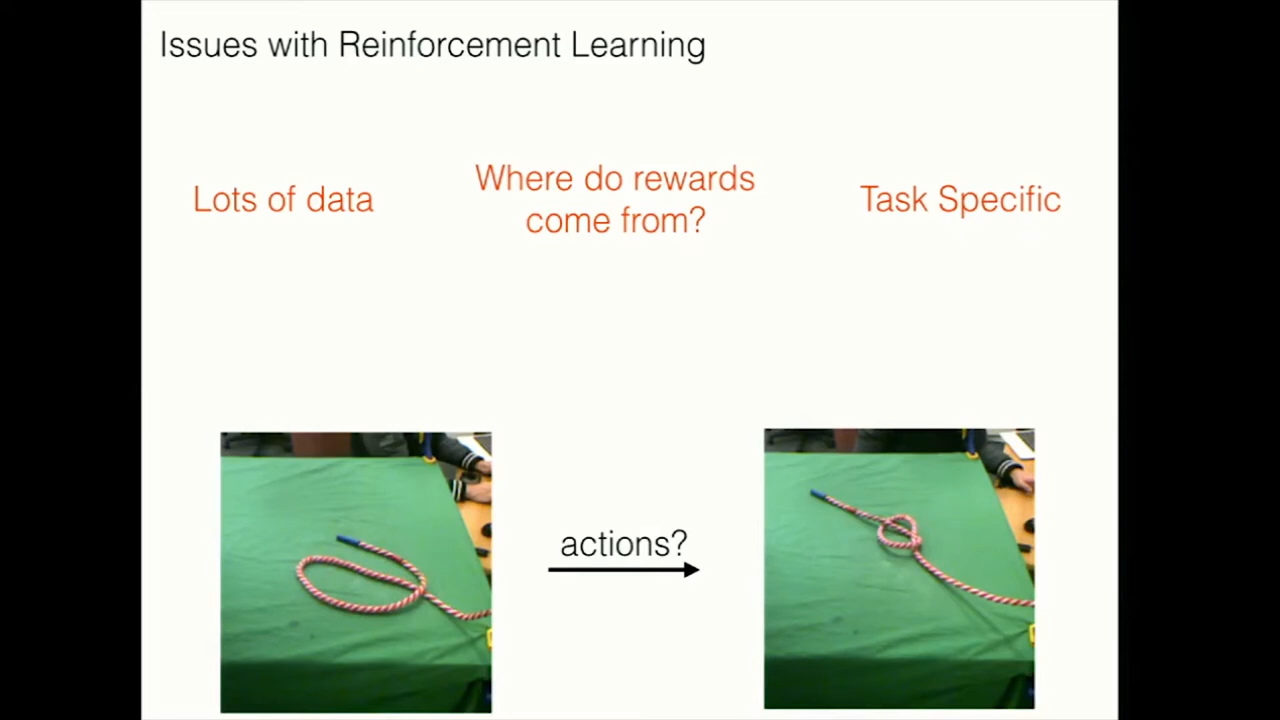 Issues with Reinforcement Learning
Lots of data
Where do rewards
come from?
Task Specific
actions?